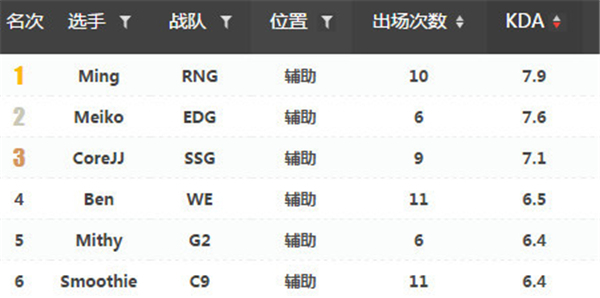 名次 选手 战队 位置 出场次数 KDA
1 Ming RNG 辅助 10 7.9
2 Meiko EDG 辅助 6 7.6
3 CoreJJ SSG 辅助 9 7.1
4 Ben WE 辅助 11 6.5
5 Mithy G2 辅助 6 6.4
6 Smoothie C9 辅助 11 6.4